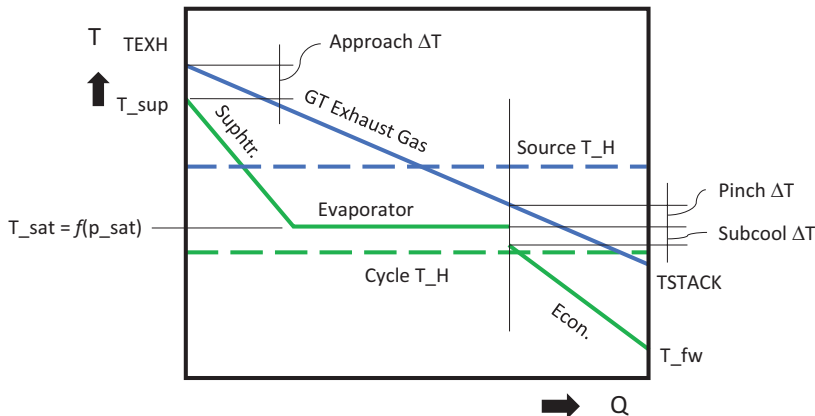 T
TEXH
Approach ΔT
T_sup
Suphtr.
GT Exhaust Gas
Source T_H
Pinch ΔT
Evaporator
T_sat = f(p_sat)
Subcool ΔT
Cycle T_H
TSTACK
Econ.
T_fw
Q